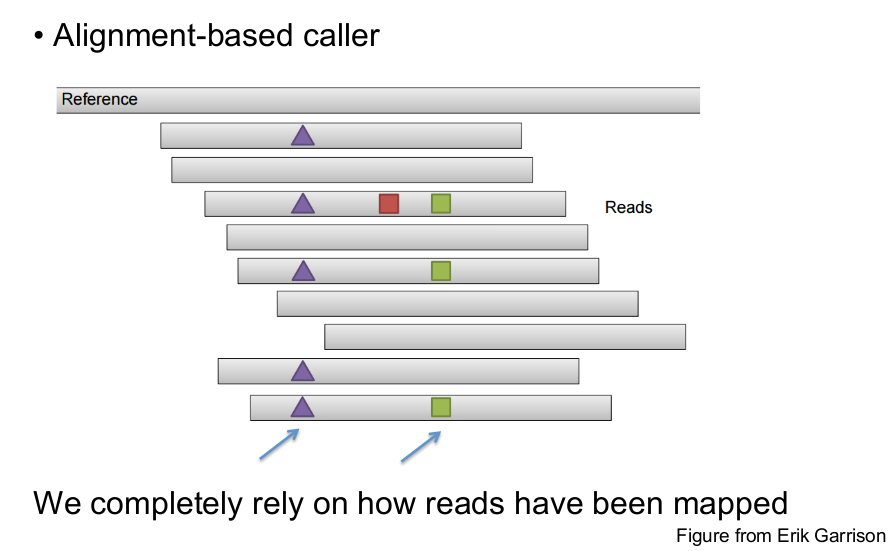 • Alignment-based caller
Reference
Reads
We completely rely on how reads have been mapped
Figure from Erik Garrison